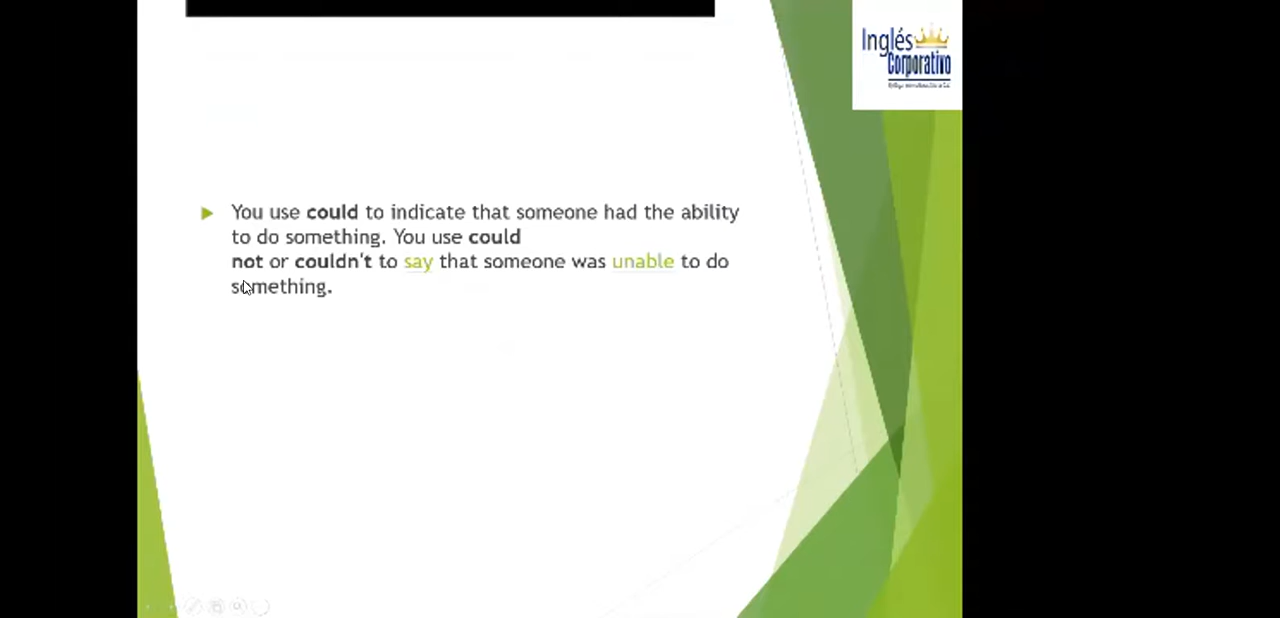 Inglés
Corporativo
You use could to indicate that someone had the ability
to do something. You use could
not or couldn't to say that someone was unable to do
something.